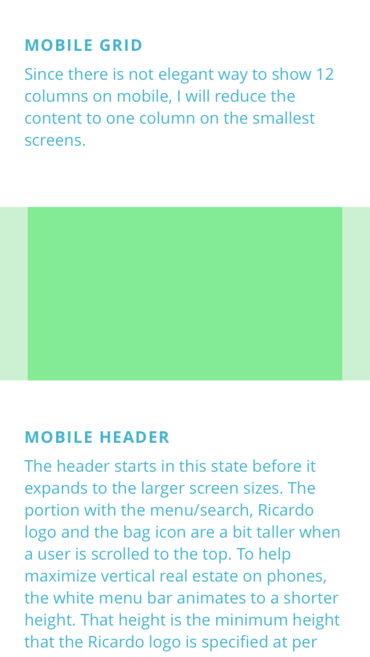 MOBILE GRID
Since there is not elegant way to show 12
columns on mobile, I will reduce the
content to one column on the smallest
screens.
MOBILE HEADER
The header starts in this state before it
expands to the larger screen sizes. The
portion with the menu/search, Ricardo
logo and the bag icon are a bit taller when
a user is scrolled to the top. To help
maximize vertical real estate on phones,
the white menu bar animates to a shorter
height. That height is the minimum height
that the Ricardo logo is specified at per